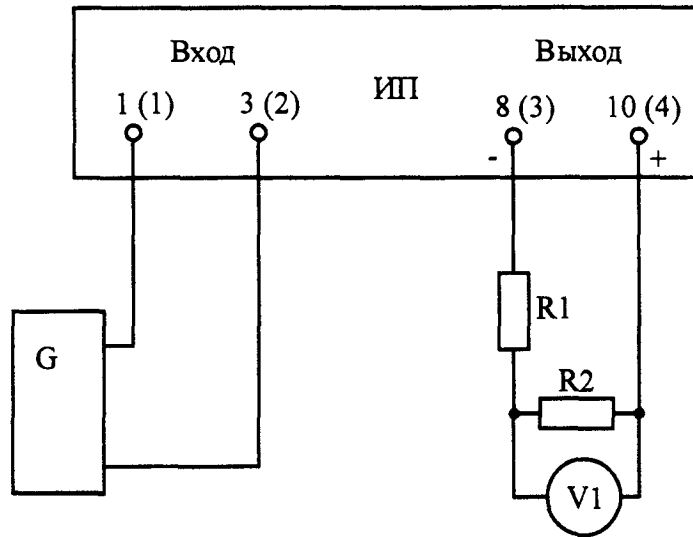 Вход
Выход
ИП
1 (1)
3 (2)
8 (3)
10 (4)
-
+
R1
G
R2
V1